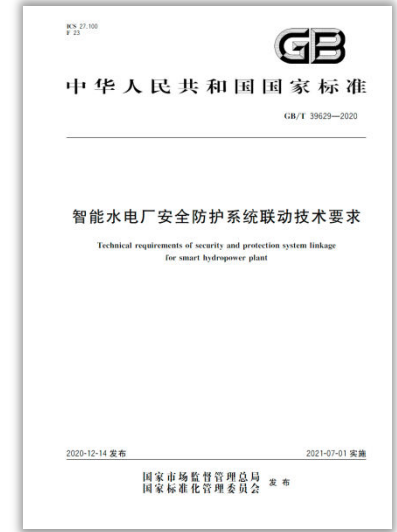 ICS 27.100
F 23
GB
中华人民共和国国家标准
GB/T 39629—2020
智能水电厂安全防护系统联动技术要求
Technical requirements of security and protection system linkage
for smart hydropower plant
2020-12-14 发布
2021-07-01 实施
国家市场监督管理总局
国家标准化管理委员会
发布